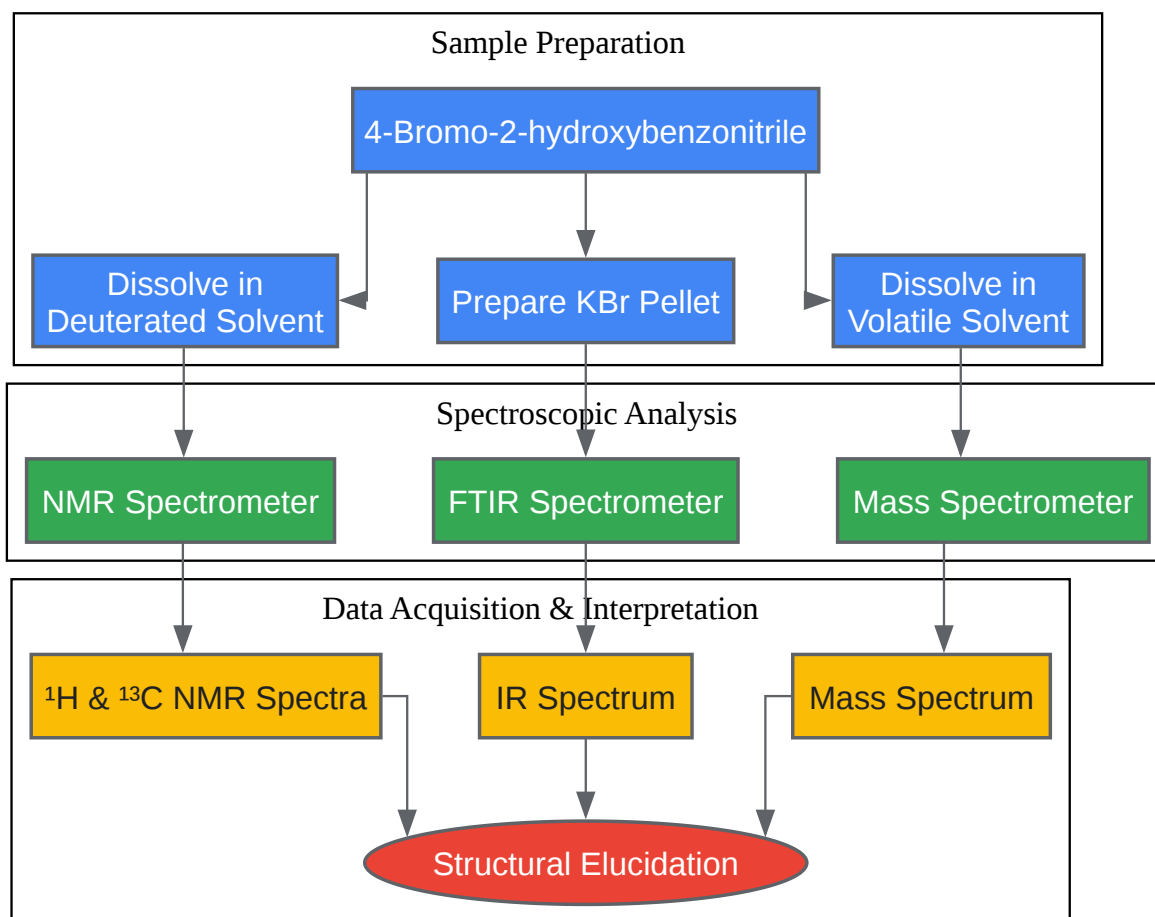 Sample Preparation
4-Bromo-2-hydroxybenzonitrile
Dissolve in
Deuterated Solvent
Prepare KBr Pellet
Dissolve in
Volatile Solvent
Spectroscopic Analysis
NMR Spectrometer
FTIR Spectrometer
Mass Spectrometer
Data Acquisition & Interpretation
¹H & ¹³C NMR Spectra
IR Spectrum
Mass Spectrum
Structural Elucidation